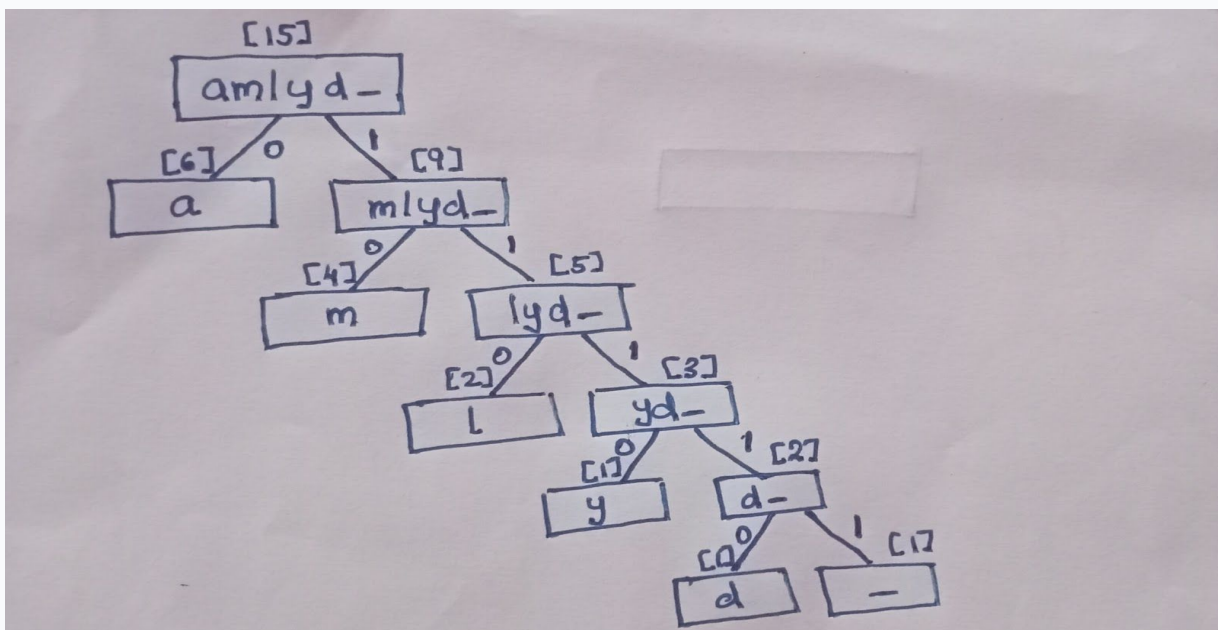 [15]
amlyd_
0 1
[6] [9]
a mlyd_
0 1
[4] [5]
m lyd_
0 1
[2] [3]
l yd_
0 1
[1] [2]
y d_
0 1
[1] [1]
d _